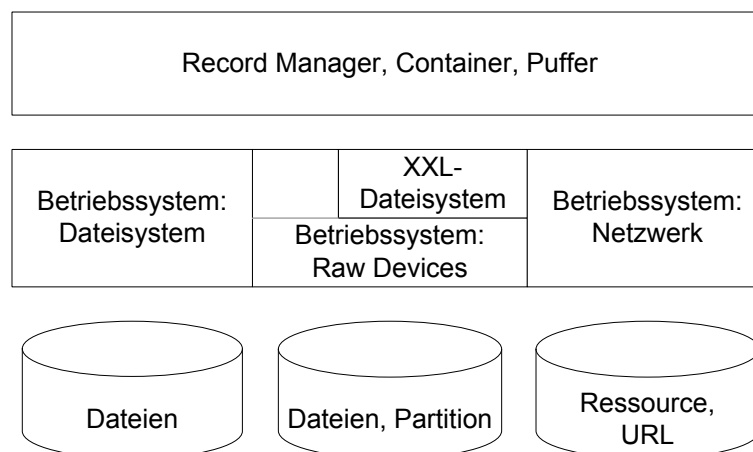 Record Manager, Container, Puffer
Betriebssystem:
Dateisystem
XXL-
Dateisystem
Betriebssystem:
Raw Devices
Betriebssystem:
Netzwerk
Dateien
Dateien, Partition
Ressource,
URL